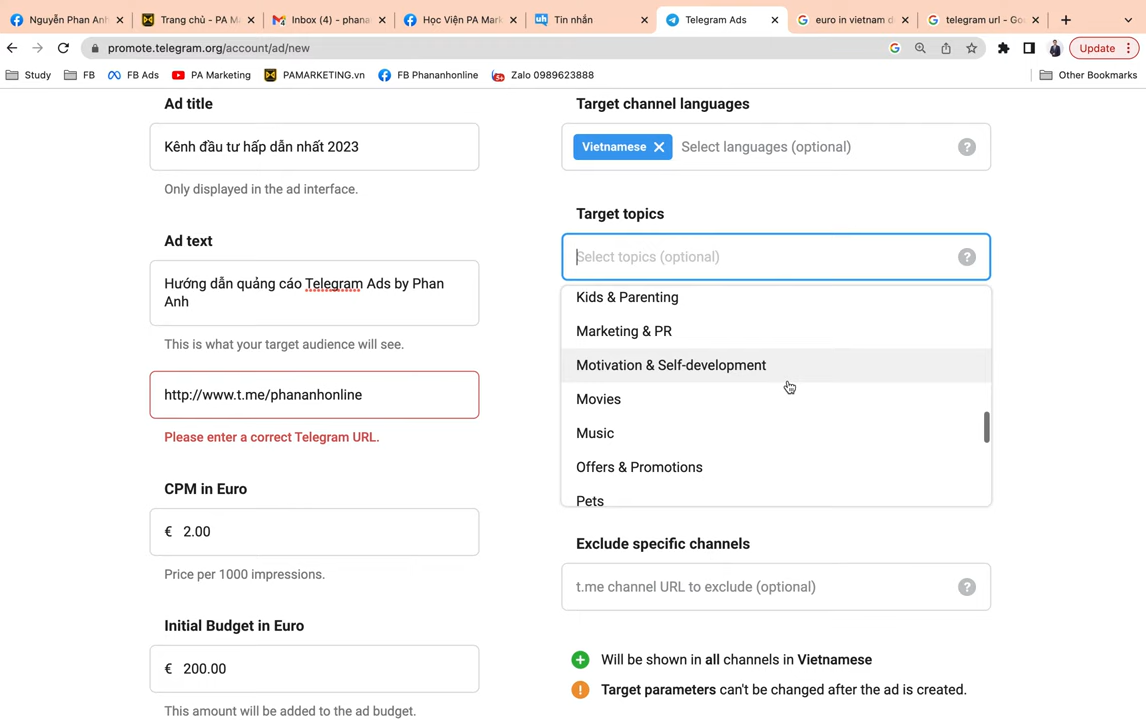 Nguyễn Phan Anh
Trang chủ - PA M
Inbox (4) - phana
Học Viện PA Mark
Tin nhắn
Telegram Ads
euro in vietnam d
telegram url - Goo
promote.telegram.org/account/ad/new
Update
Study
FB
FB Ads
PA Marketing
PAMARKETING.vn
FB Phananhonline
Zalo 0989623888
Other Bookmarks
Ad title
Kênh đầu tư hấp dẫn nhất 2023
Only displayed in the ad interface.
Ad text
Hướng dẫn quảng cáo Telegram Ads by Phan
Anh
This is what your target audience will see.
http://www.t.me/phananhonline
Please enter a correct Telegram URL.
CPM in Euro
€ 2.00
Price per 1000 impressions.
Initial Budget in Euro
€ 200.00
This amount will be added to the ad budget.
Target channel languages
Vietnamese Select languages (optional)
Target topics
Select topics (optional)
Kids & Parenting
Marketing & PR
Motivation & Self-development
Movies
Music
Offers & Promotions
Pets
Exclude specific channels
t.me channel URL to exclude (optional)
Will be shown in all channels in Vietnamese
Target parameters can't be changed after the ad is created.